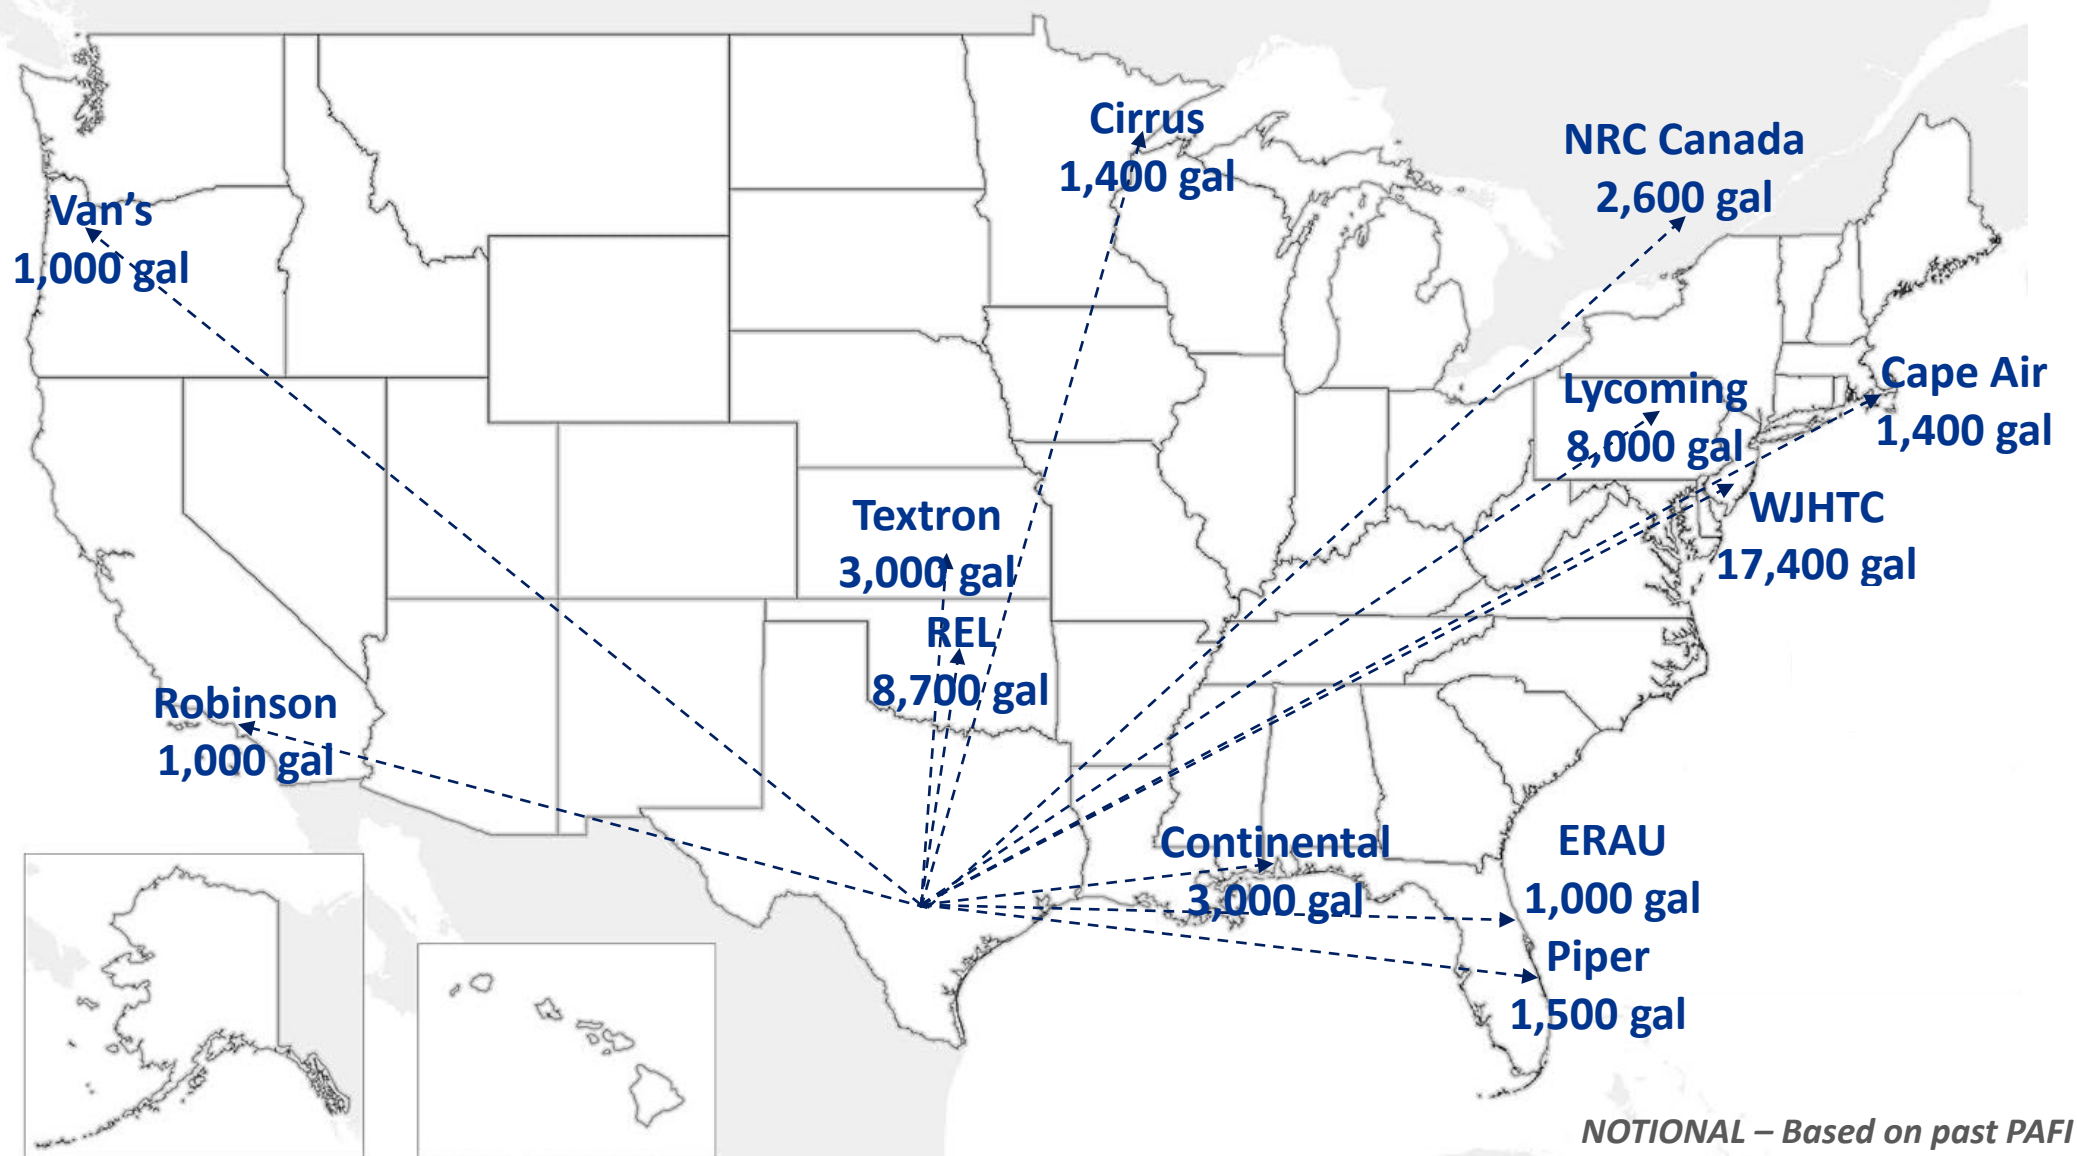 Cirrus
1,400 gal
NRC Canada
2,600 gal
Van's
1,000 gal
Cape Air
1,400 gal
Lycoming
8,000 gal
WJHTC
17,400 gal
Textron
3,000 gal
REL
8,700 gal
Robinson
1,000 gal
Continental
3,000 gal
ERAU
1,000 gal
Piper
1,500 gal
NOTIONAL – Based on past PAFI